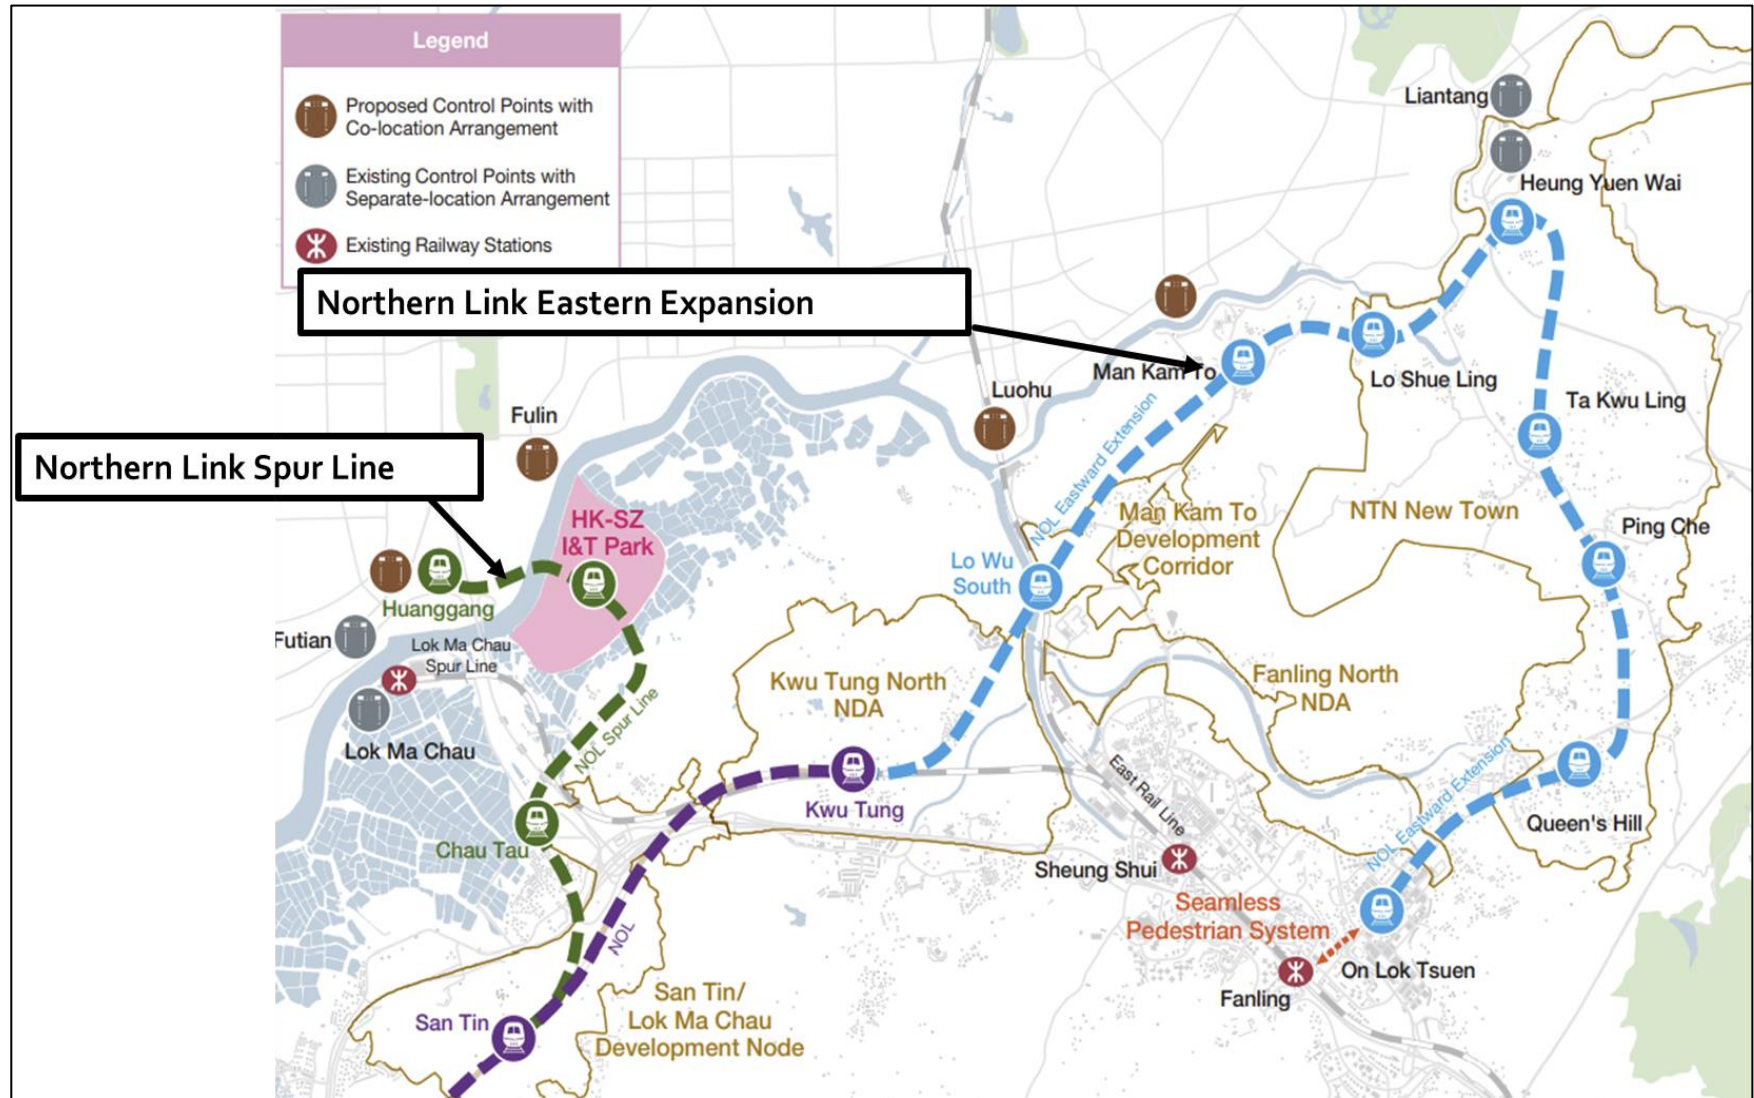 Legend
Proposed Control Points with
Co-location Arrangement
Existing Control Points with
Separate-location Arrangement
Existing Railway Stations
Northern Link Eastern Expansion
Northern Link Spur Line
Liantang
Heung Yuen Wai
Man Kam To
Lo Shue Ling
Luohu
Ta Kwu Ling
Fulin
NOL Eastward Extension
HK-SZ
I&T Park
Man Kam To
Development
Corridor
NTN New Town
Ping Che
Lo Wu
South
Huanggang
Futian
Lok Ma Chau
Spur Line
Lok Ma Chau
NOL Spur Line
Kwu Tung North
NDA
Fanling North
NDA
Kwu Tung
East Rail Line
NOL Eastward Extension
Queen's Hill
Chau Tau
Sheung Shui
Seamless
Pedestrian System
On Lok Tsuen
Fanling
NOL
San Tin
San Tin/
Lok Ma Chau
Development Node